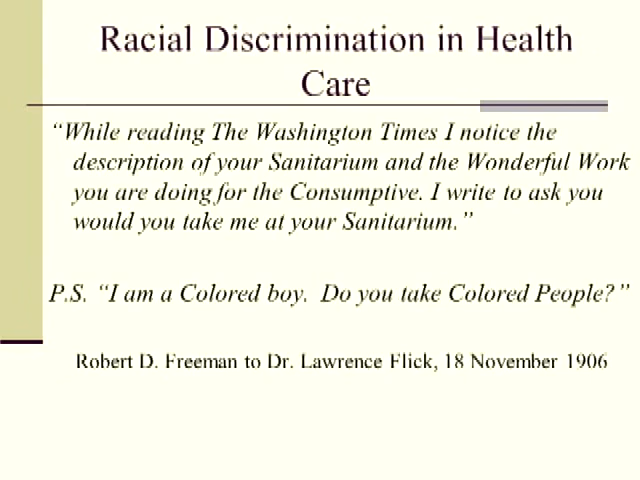 Racial Discrimination in Health
Care
“While reading The Washington Times I notice the
description of your Sanitarium and the Wonderful Work
you are doing for the Consumptive. I write to ask you
would you take me at your Sanitarium.”
P.S. “I am a Colored boy.  Do you take Colored People?”
Robert D. Freeman to Dr. Lawrence Flick, 18 November 1906